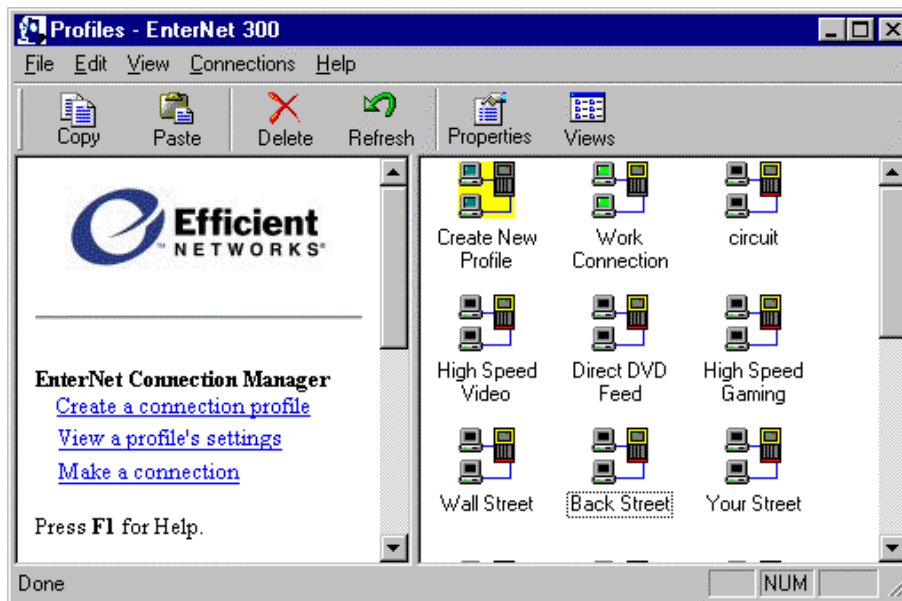 Profiles - EnterNet 300
File Edit View Connections Help
Copy Paste Delete Refresh Properties Views
Efficient
NETWORKS®
EnterNet Connection Manager
Create a connection profile
View a profile's settings
Make a connection
Press F1 for Help.
Create New
Profile
Work
Connection
circuit
High Speed
Video
Direct DVD
Feed
High Speed
Gaming
Wall Street
Back Street
Your Street
Done
NUM